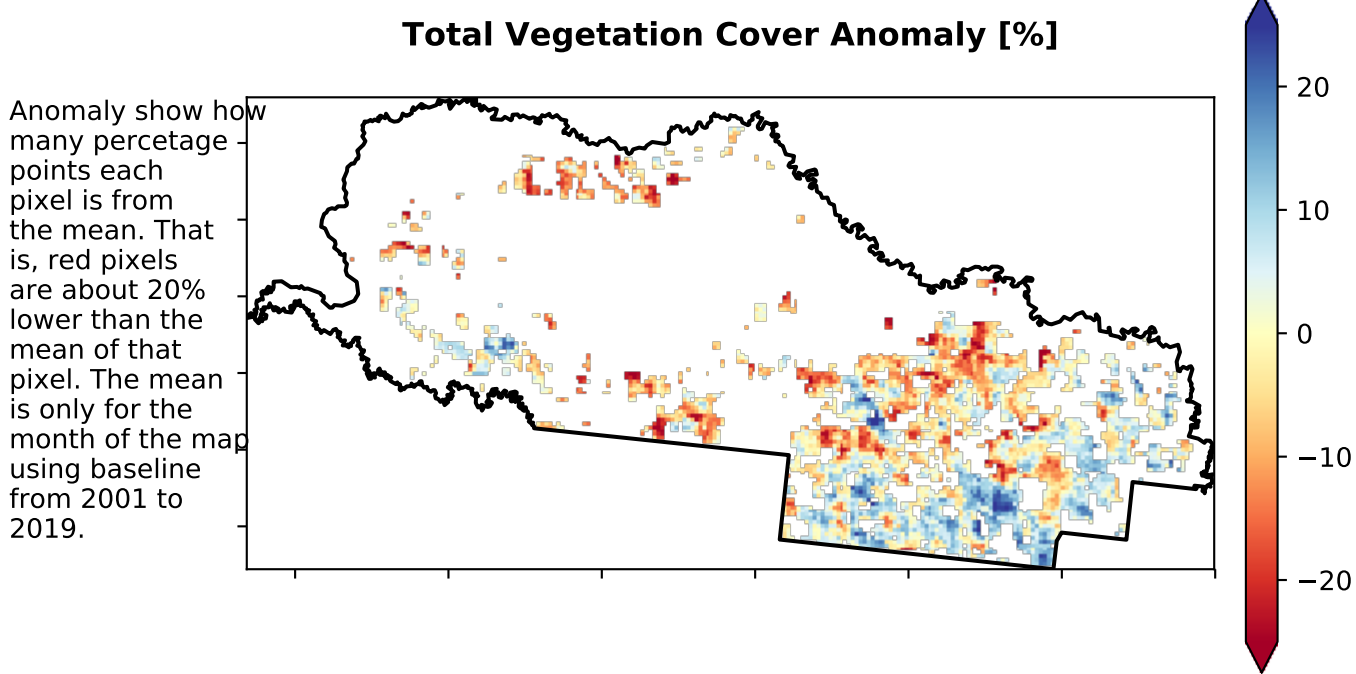 Total Vegetation Cover Anomaly [%]
Anomaly show how
many percetage
points each
pixel is from
the mean. That
is, red pixels
are about 20%
lower than the
mean of that
pixel. The mean
is only for the
month of the map
using baseline
from 2001 to
2019.
20
10
0
−10
−20